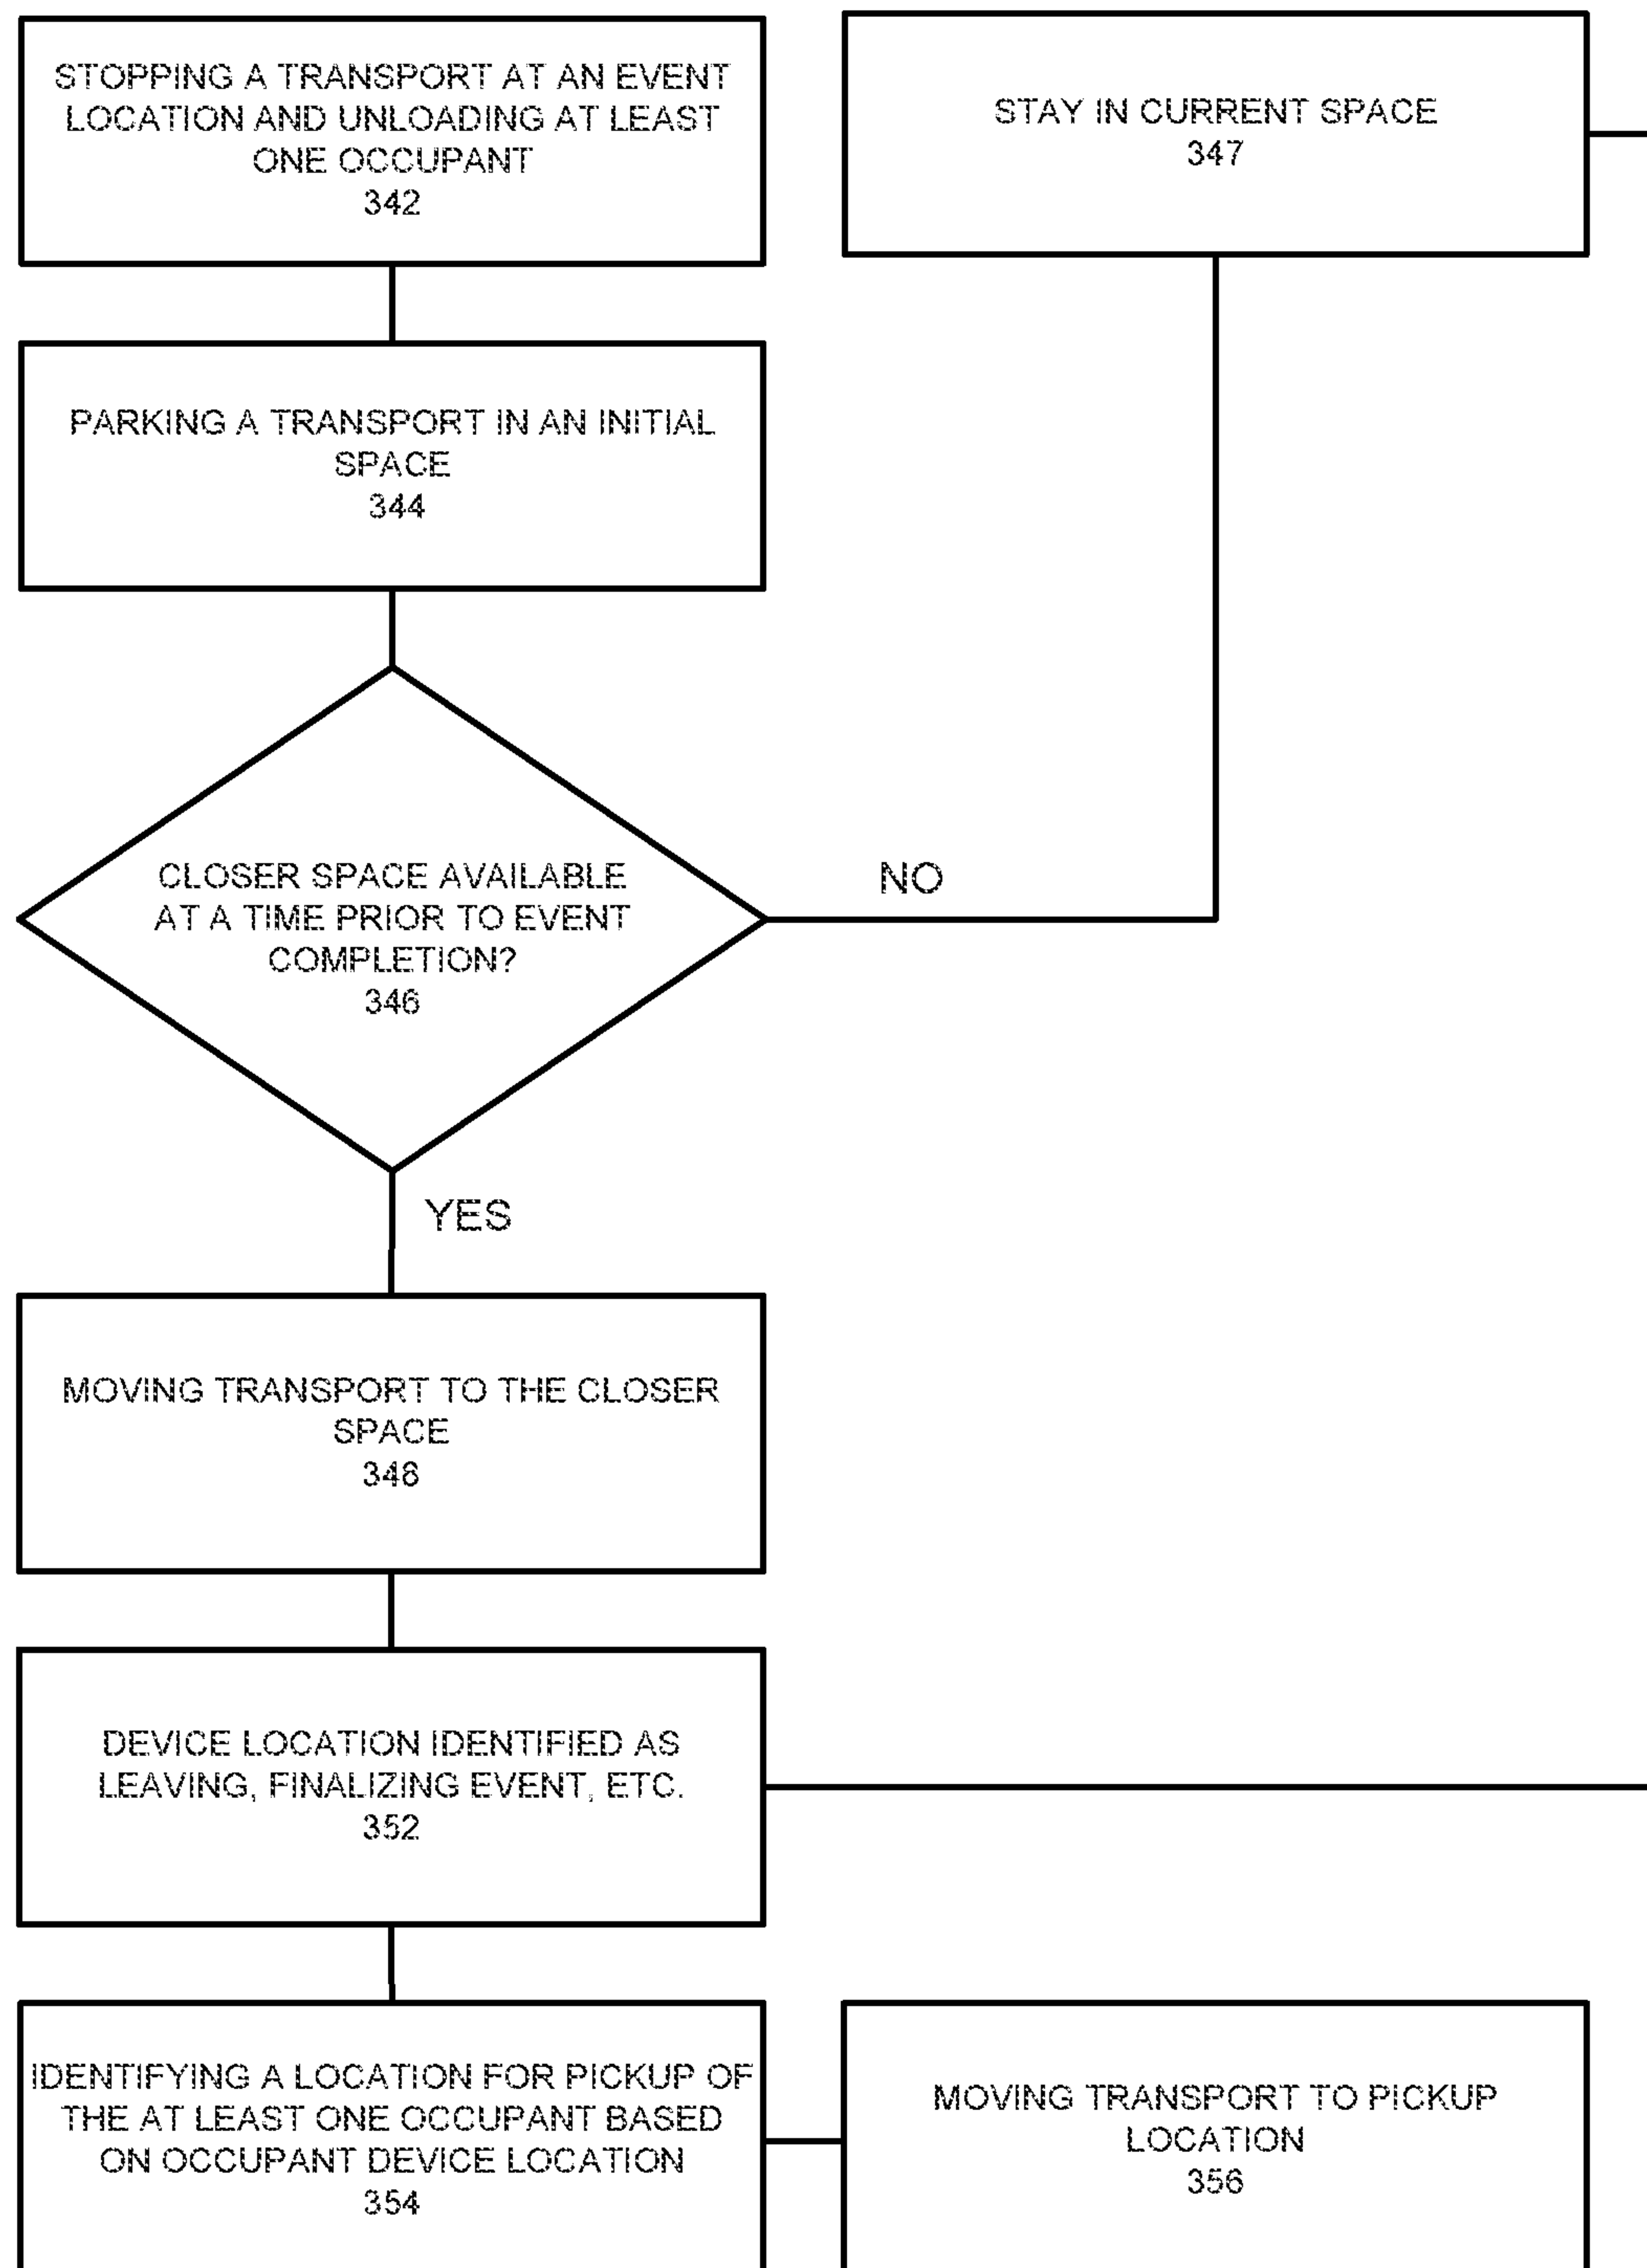 STOPPING A TRANSPORT AT AN EVENT
LOCATION AND UNLOADING AT LEAST
ONE OCCUPANT
342
STAY IN CURRENT SPACE
347
PARKING A TRANSPORT IN AN INITIAL
SPACE
344
CLOSER SPACE AVAILABLE
AT A TIME PRIOR TO EVENT
COMPLETION?
346
NO
YES
MOVING TRANSPORT TO THE CLOSER
SPACE
348
DEVICE LOCATION IDENTIFIED AS
LEAVING, FINALIZING EVENT, ETC.
352
IDENTIFYING A LOCATION FOR PICKUP OF
THE AT LEAST ONE OCCUPANT BASED
ON OCCUPANT DEVICE LOCATION
354
MOVING TRANSPORT TO PICKUP
LOCATION
356